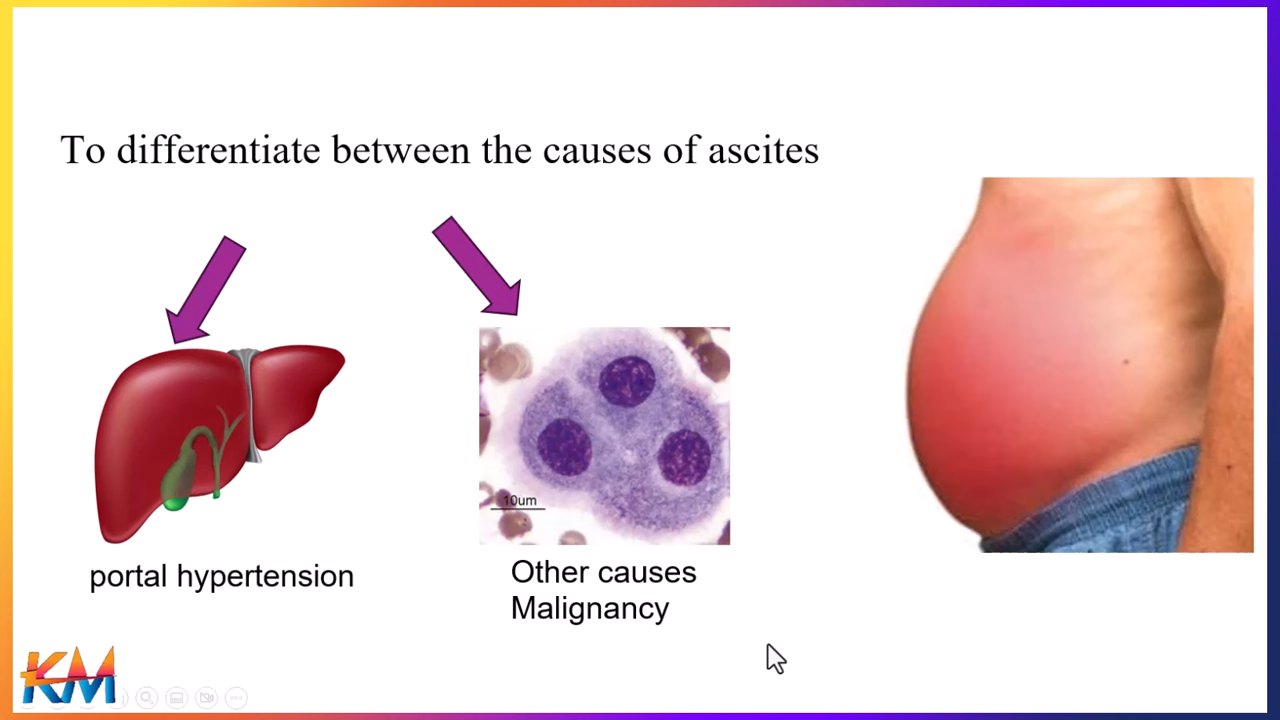 To differentiate between the causes of ascites
10um
portal hypertension
Other causes
Malignancy
KM